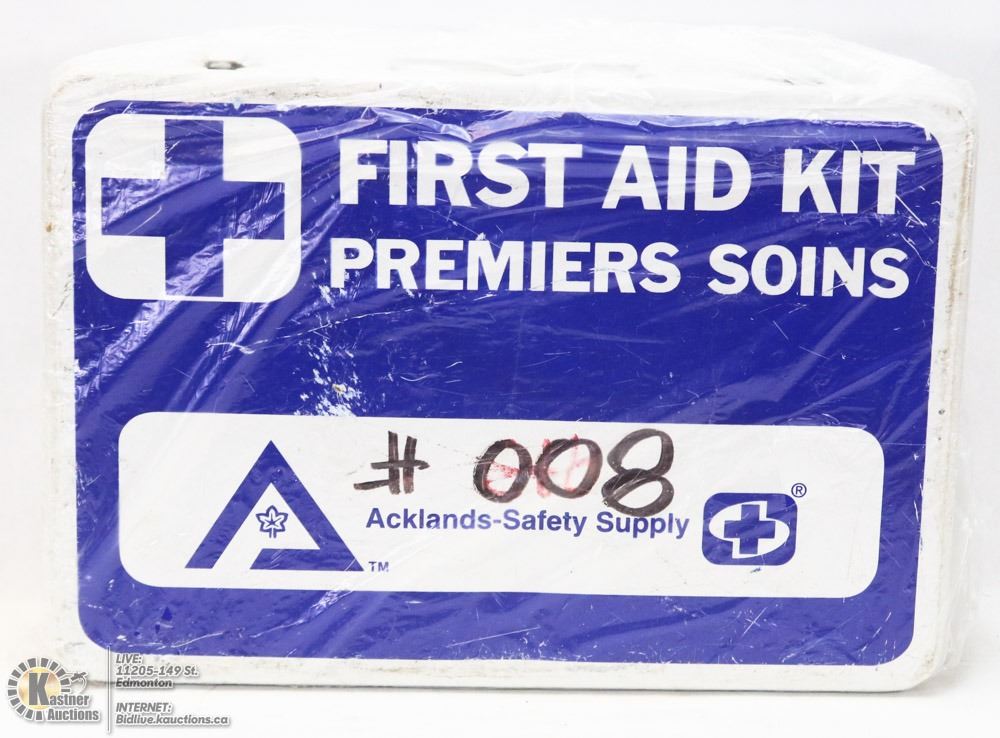 FIRST AID KIT
PREMIERS SOINS
# 008
Acklands-Safety Supply
®
TM
LIVE:
11205-149 St.
Edmonton
INTERNET:
Bidlive.kauctions.ca
Kastner
Auctions